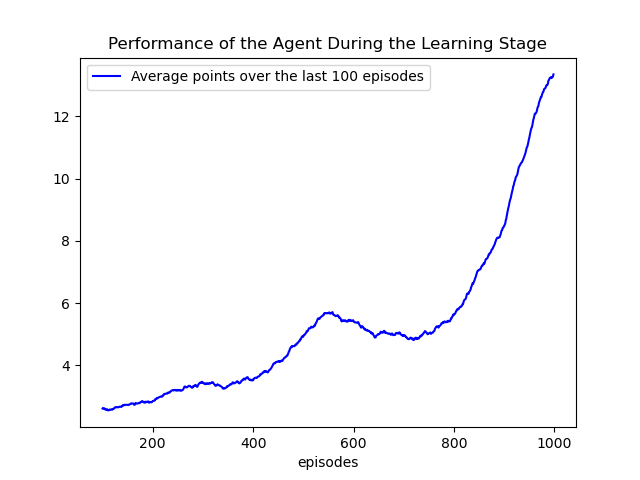 Performance of the Agent During the Learning Stage
Average points over the last 100 episodes
12
10
8
6
4
200 400 600 800 1000
episodes